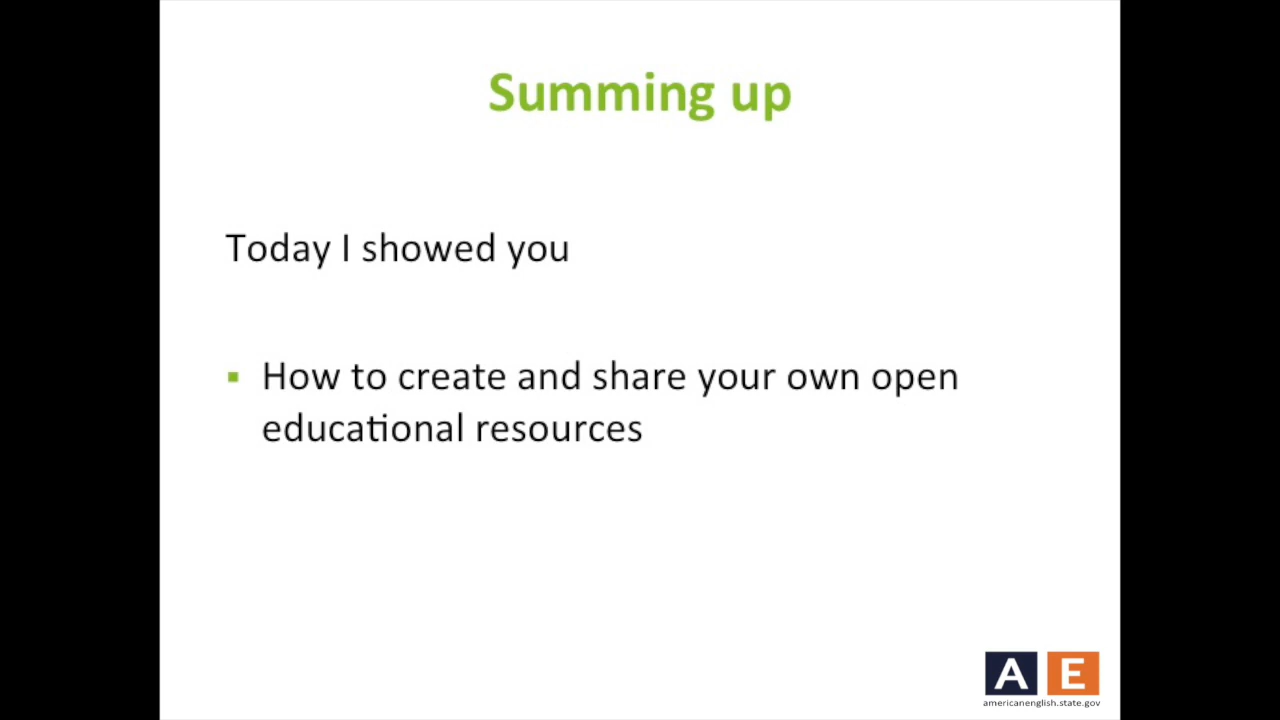 Summing up
Today I showed you
▪ How to create and share your own open
educational resources
A E
americanenglish.state.gov